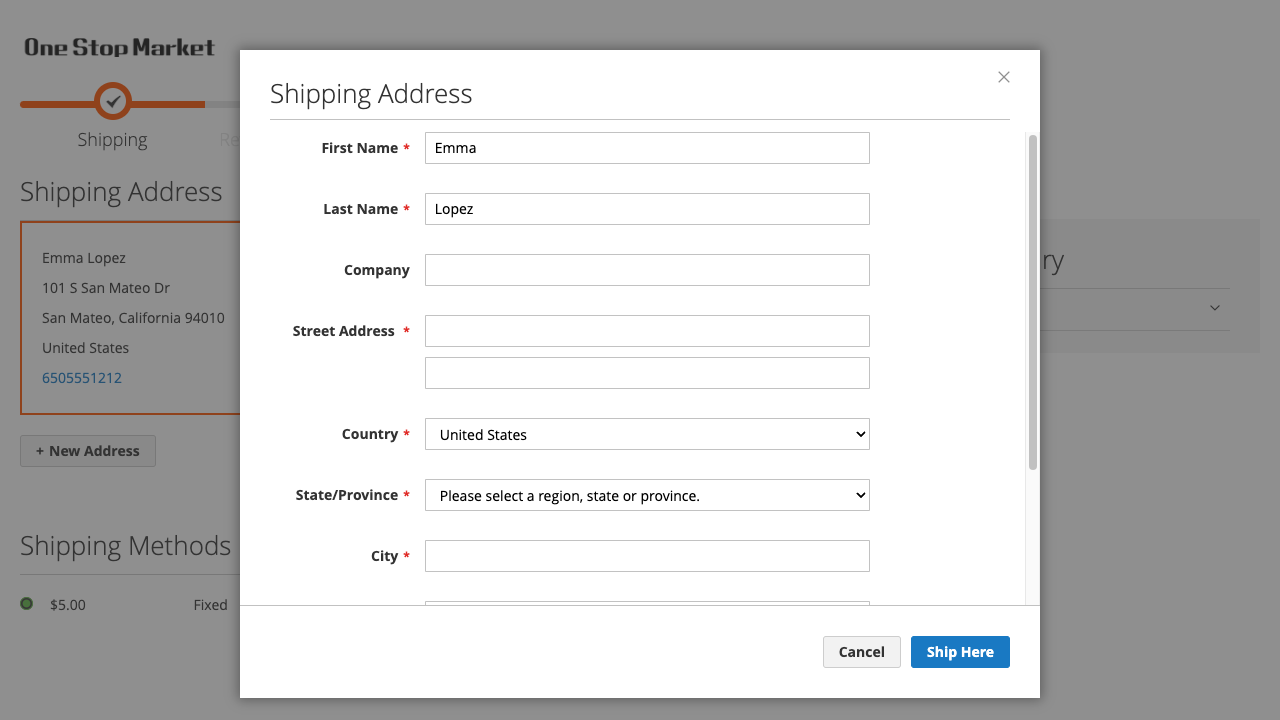 One Stop Market
Shipping
Re
Shipping Address
Emma Lopez
101 S San Mateo Dr
San Mateo, California 94010
United States
6505551212
+ New Address
Shipping Methods
$5.00 Fixed
ry
Shipping Address
First Name *
Emma
Last Name *
Lopez
Company
Street Address *
Country *
United States
State/Province *
Please select a region, state or province.
City *
Cancel
Ship Here